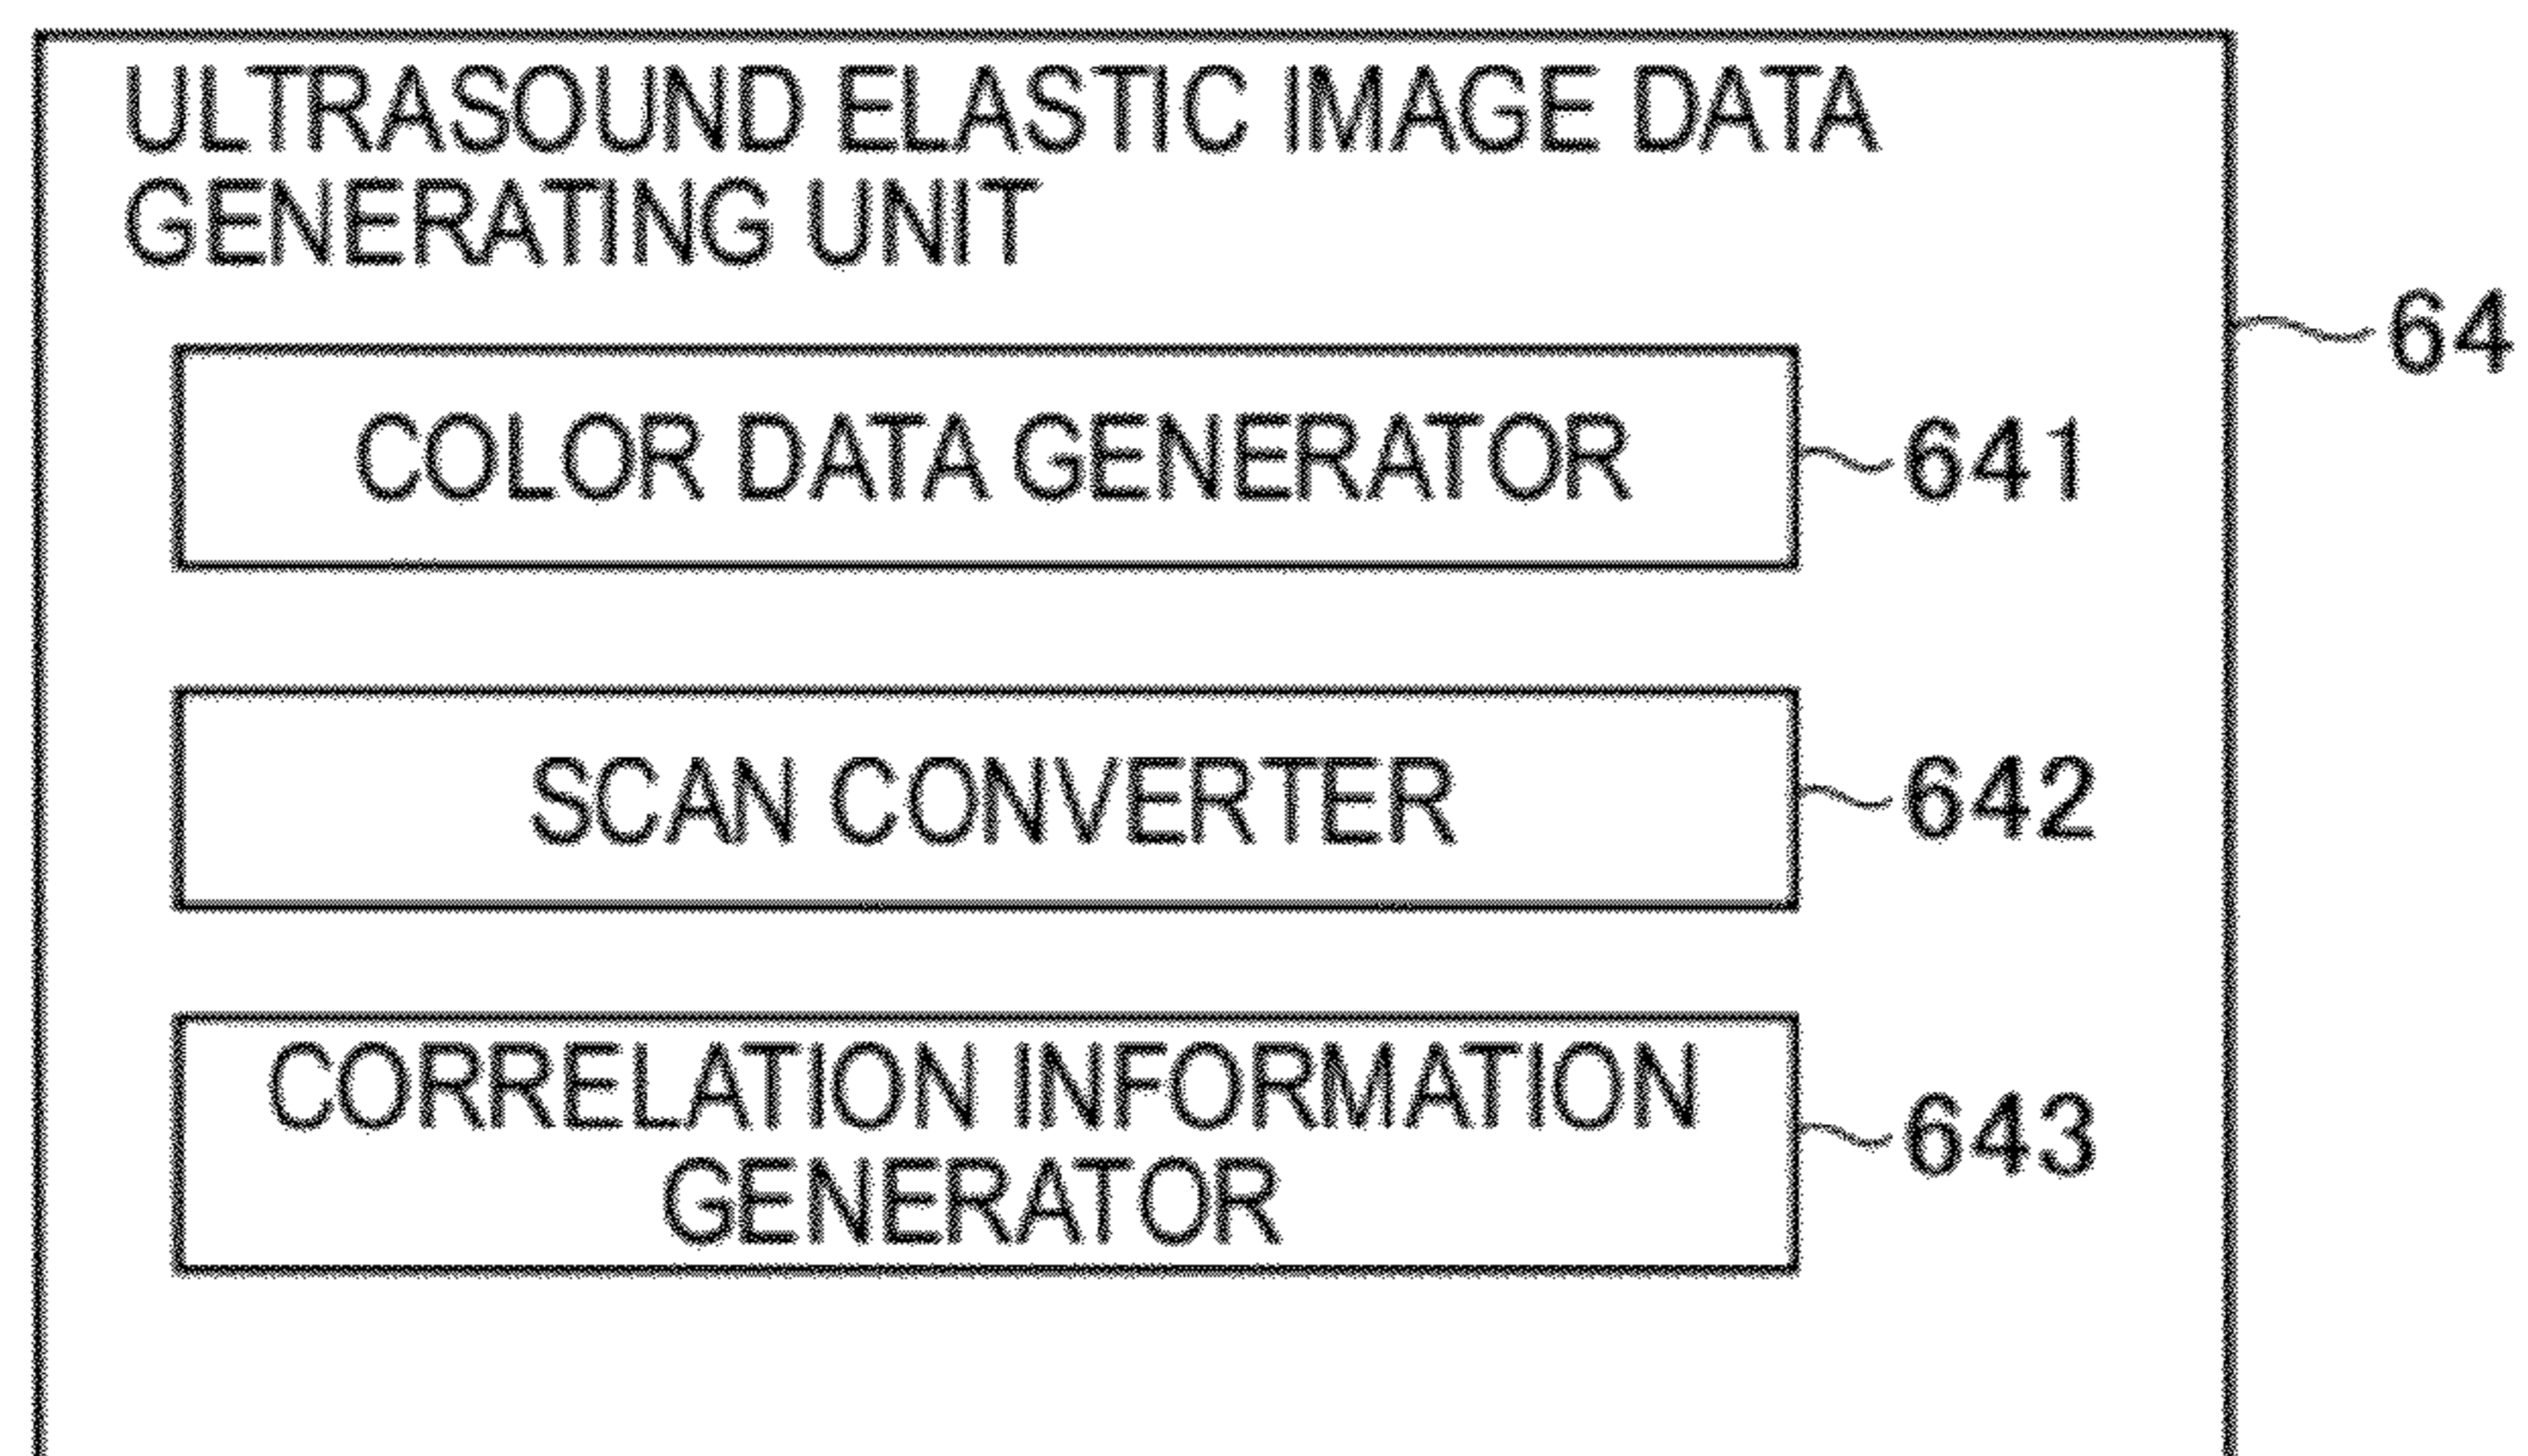 ULTRASOUND ELASTIC IMAGE DATA
GENERATING UNIT
64
COLOR DATA GENERATOR
641
SCAN CONVERTER
642
CORRELATION INFORMATION
GENERATOR
643